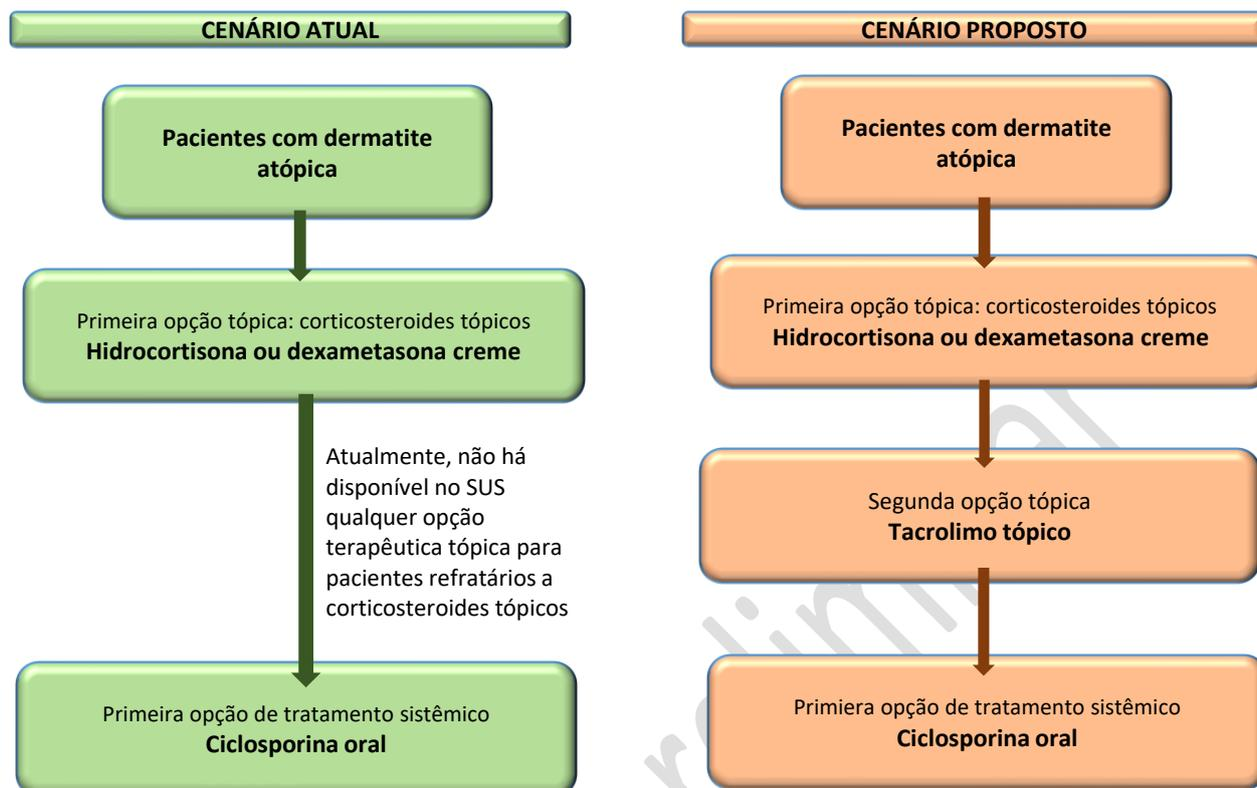 CENÁRIO ATUAL
Pacientes com dermatite
atópica
Primeira opção tópica: corticosteroides tópicos
Hidrocortisona ou dexametasona creme
Atualmente, não há
disponível no SUS
qualquer opção
terapêutica tópica para
pacientes refratários a
corticosteroides tópicos
Primeira opção de tratamento sistêmico
Ciclosporina oral
CENÁRIO PROPOSTO
Pacientes com dermatite
atópica
Primeira opção tópica: corticosteroides tópicos
Hidrocortisona ou dexametasona creme
Segunda opção tópica
Tacrolimo tópico
Primiera opção de tratamento sistêmico
Ciclosporina oral